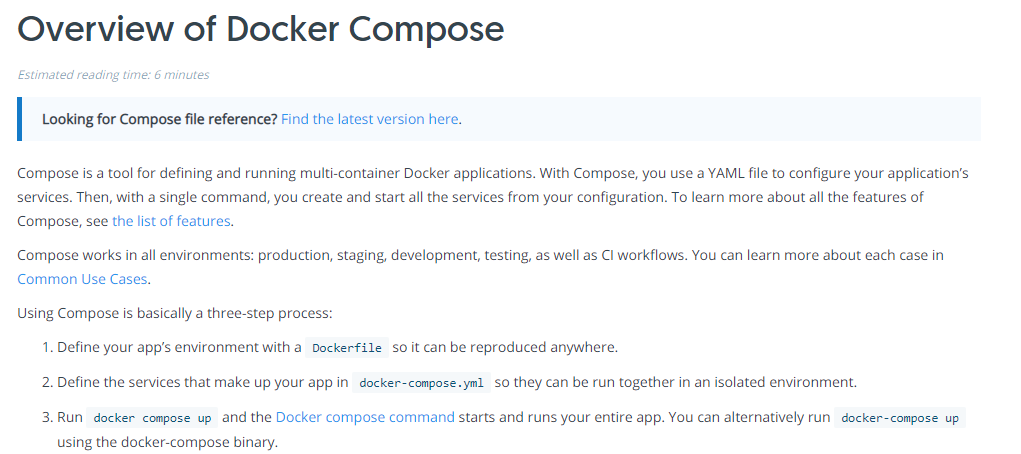 Overview of Docker Compose
Estimated reading time: 6 minutes
Looking for Compose file reference? Find the latest version here.
Compose is a tool for defining and running multi-container Docker applications. With Compose, you use a YAML file to configure your application’s
services. Then, with a single command, you create and start all the services from your configuration. To learn more about all the features of
Compose, see the list of features.
Compose works in all environments: production, staging, development, testing, as well as CI workflows. You can learn more about each case in
Common Use Cases.
Using Compose is basically a three-step process:
1. Define your app’s environment with a Dockerfile so it can be reproduced anywhere.
2. Define the services that make up your app in docker-compose.yml so they can be run together in an isolated environment.
3. Run docker compose up and the Docker compose command starts and runs your entire app. You can alternatively run docker-compose up
using the docker-compose binary.